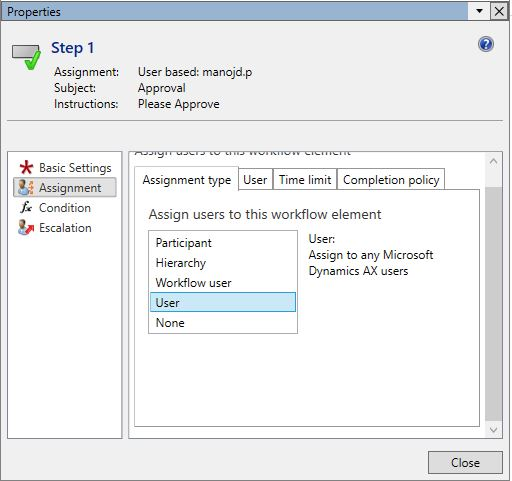 Properties
Step 1
Assignment: User based: manojd.p
Subject: Approval
Instructions: Please Approve
Basic Settings
Assignment
Condition
Escalation
Assign users to this workflow element
Assignment type User Time limit Completion policy
Assign users to this workflow element
Participant
Hierarchy
Workflow user
User
None
User:
Assign to any Microsoft
Dynamics AX users
Close